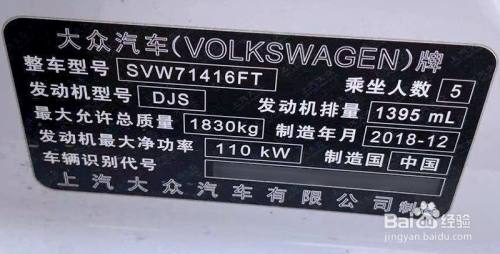 大众汽车(VOLKSWAGEN)牌
整车型号 SVW71416FT 乘坐人数 5
发动机型号 DJS 发动机排量 1395 mL
最大允许总质量 1830kg 制造年月 2018-12
发动机最大净功率 110 kW 制造国 中国
车辆识别代号
上汽大众汽车有限公司 制
Baidu 经验
jingyan.baidu.com